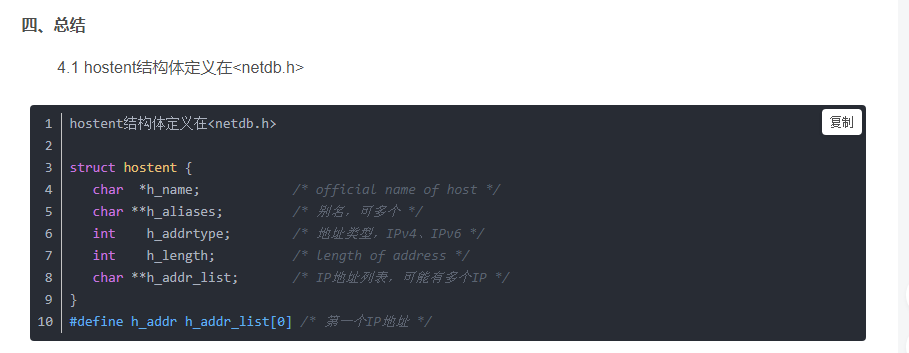 四、总结
4.1 hostent结构体定义在<netdb.h>
复制
1 hostent结构体定义在<netdb.h>
2
3 struct hostent {
4    char  *h_name;            /* official name of host */
5    char **h_aliases;         /* 别名，可多个 */
6    int    h_addrtype;        /* 地址类型，IPv4、IPv6 */
7    int    h_length;          /* length of address */
8    char **h_addr_list;       /* IP地址列表，可能有多个IP */
9 }
10 #define h_addr h_addr_list[0] /* 第一个IP地址 */